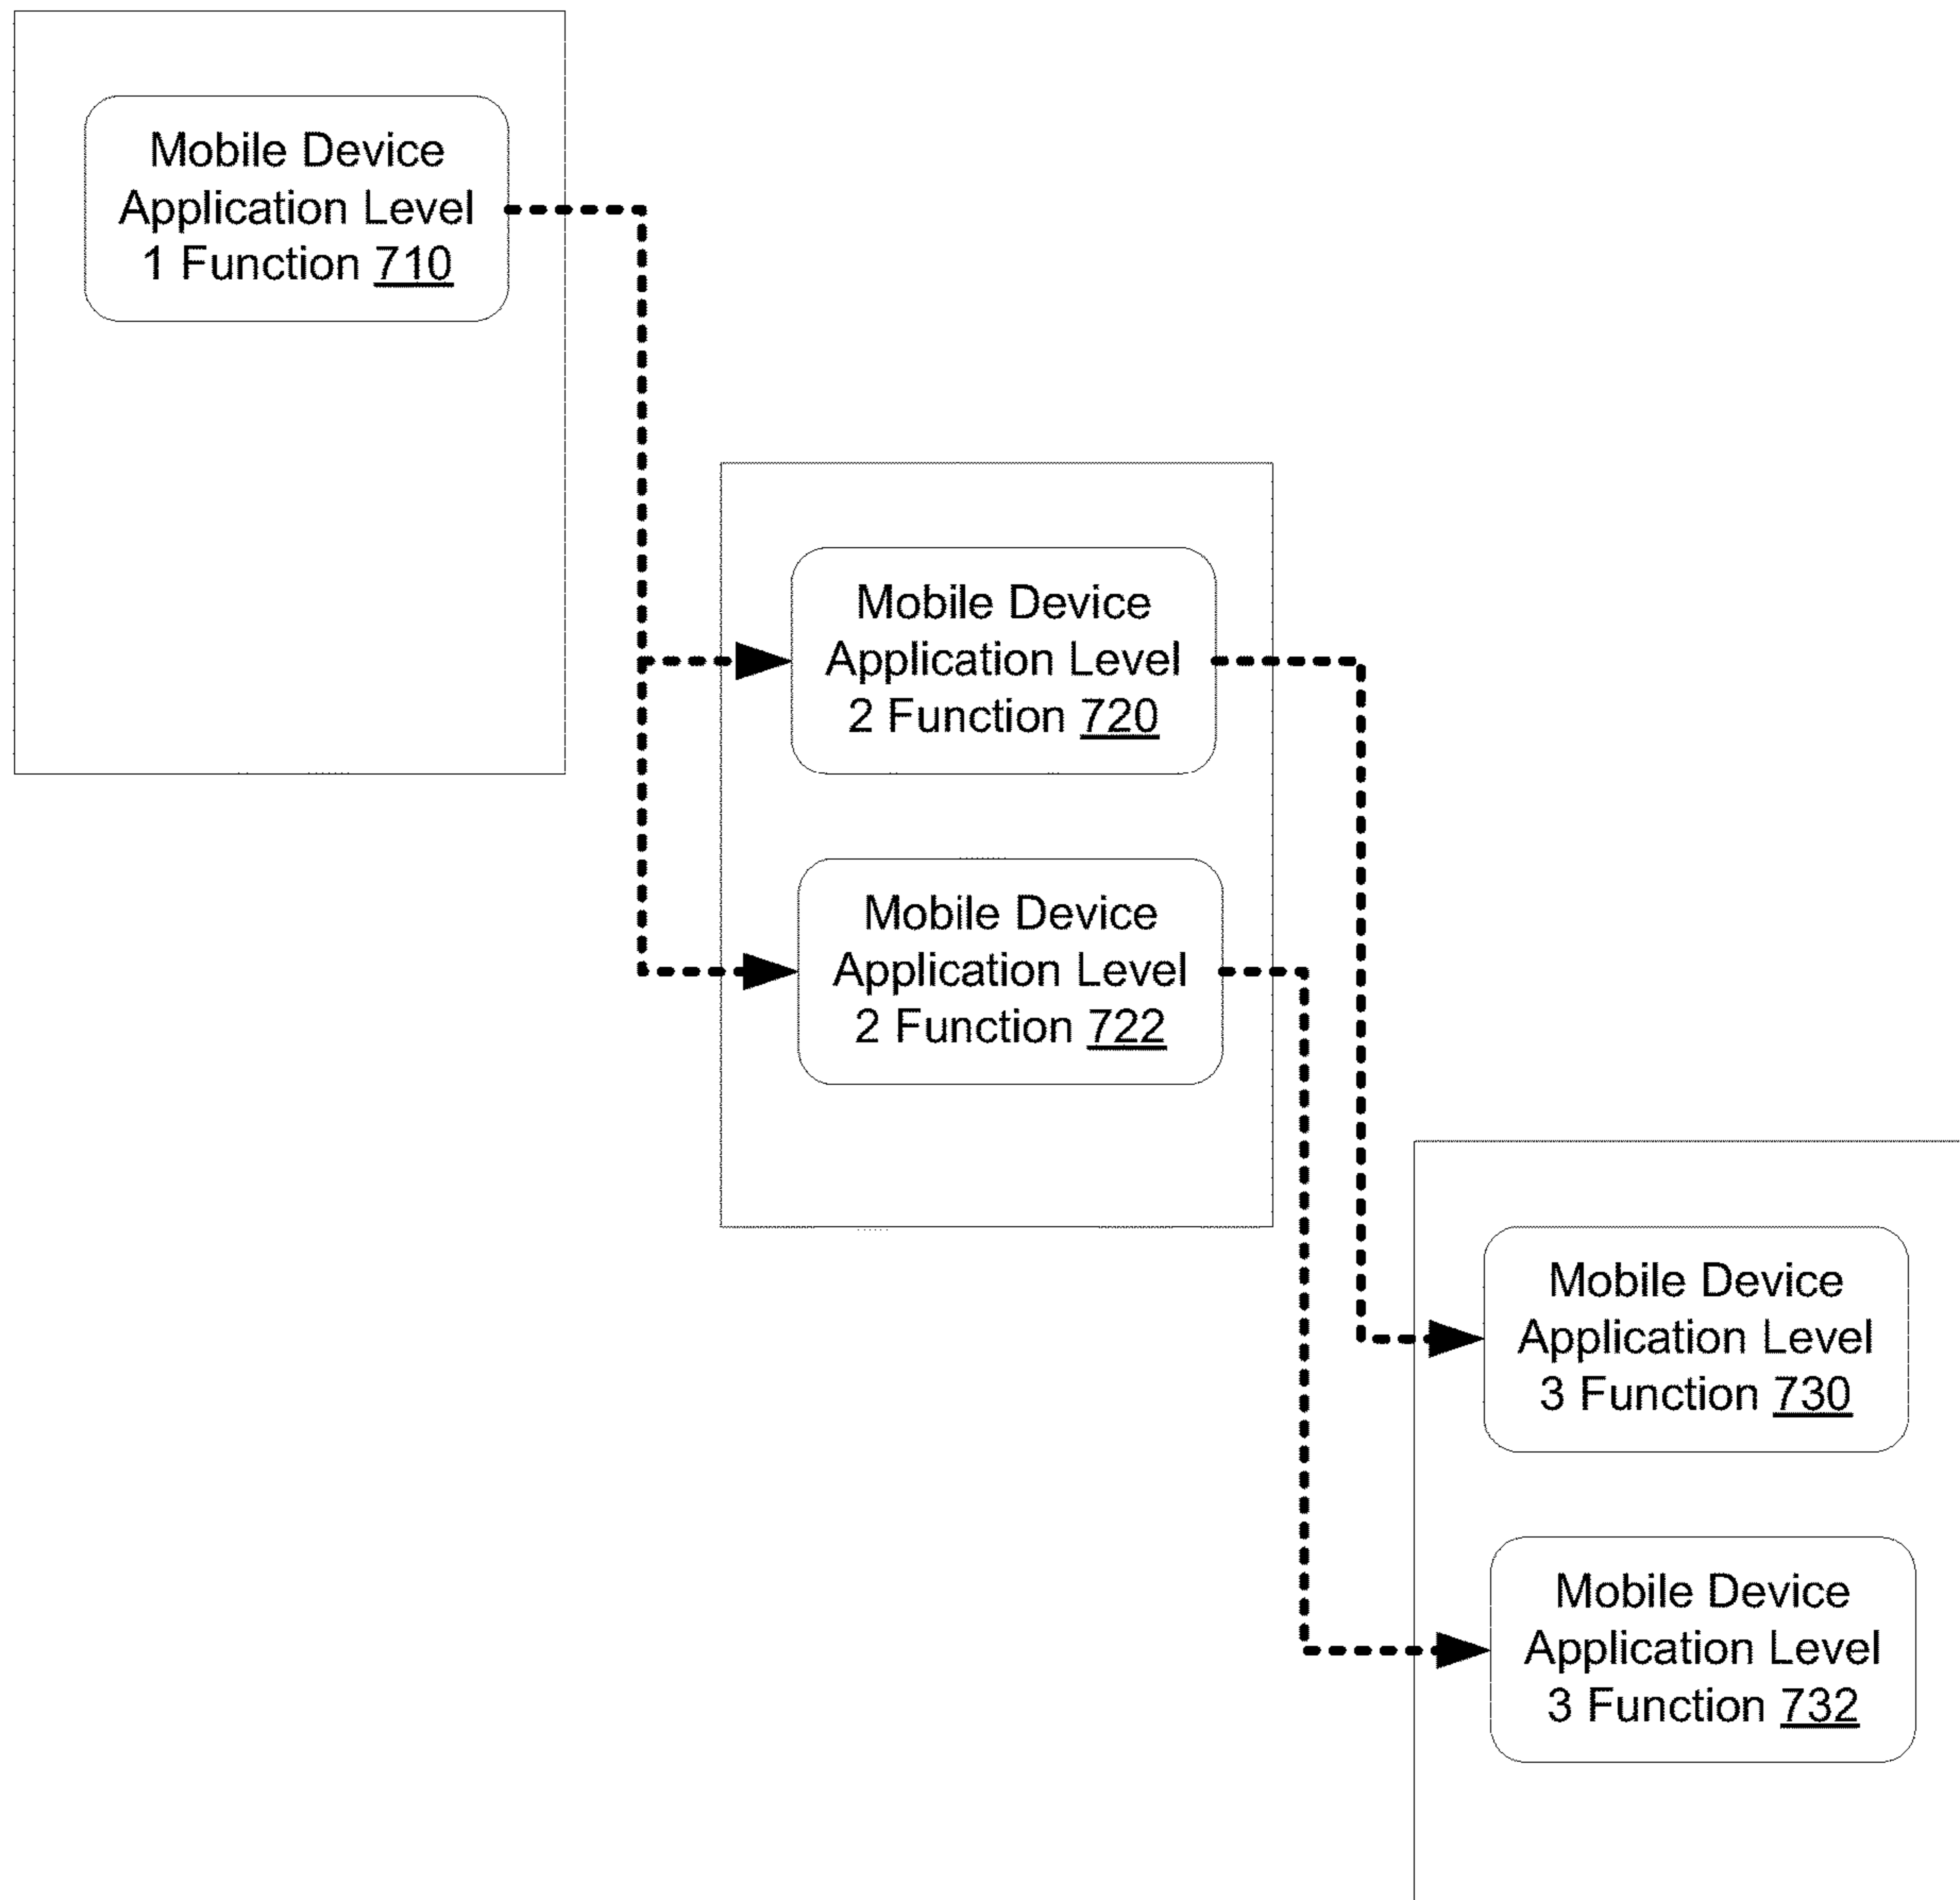 Mobile Device
Application Level
1 Function 710
Mobile Device
Application Level
2 Function 720
Mobile Device
Application Level
2 Function 722
Mobile Device
Application Level
3 Function 730
Mobile Device
Application Level
3 Function 732